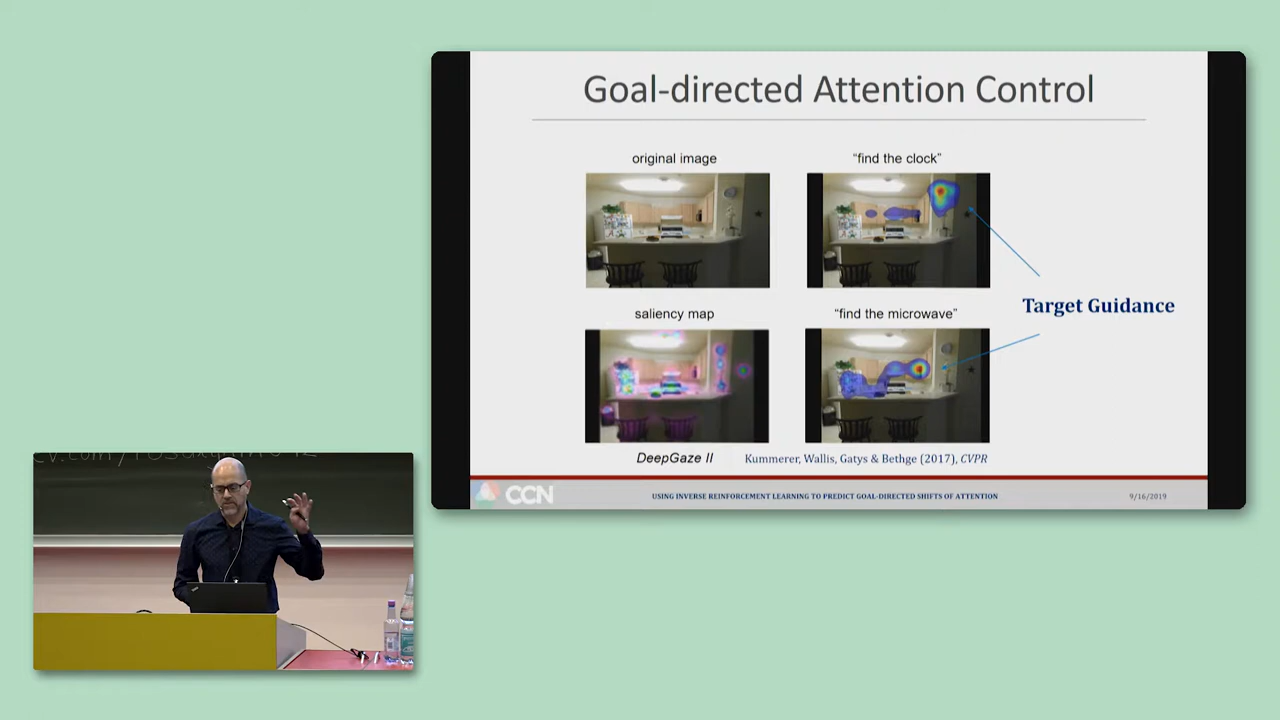 Goal-directed Attention Control
original image
“find the clock”
Target Guidance
saliency map
“find the microwave”
DeepGaze II
Kummerer, Wallis, Gatys & Bethge (2017), CVPR
CCN
USING INVERSE REINFORCEMENT LEARNING TO PREDICT GOAL-DIRECTED SHIFTS OF ATTENTION
9/16/2019